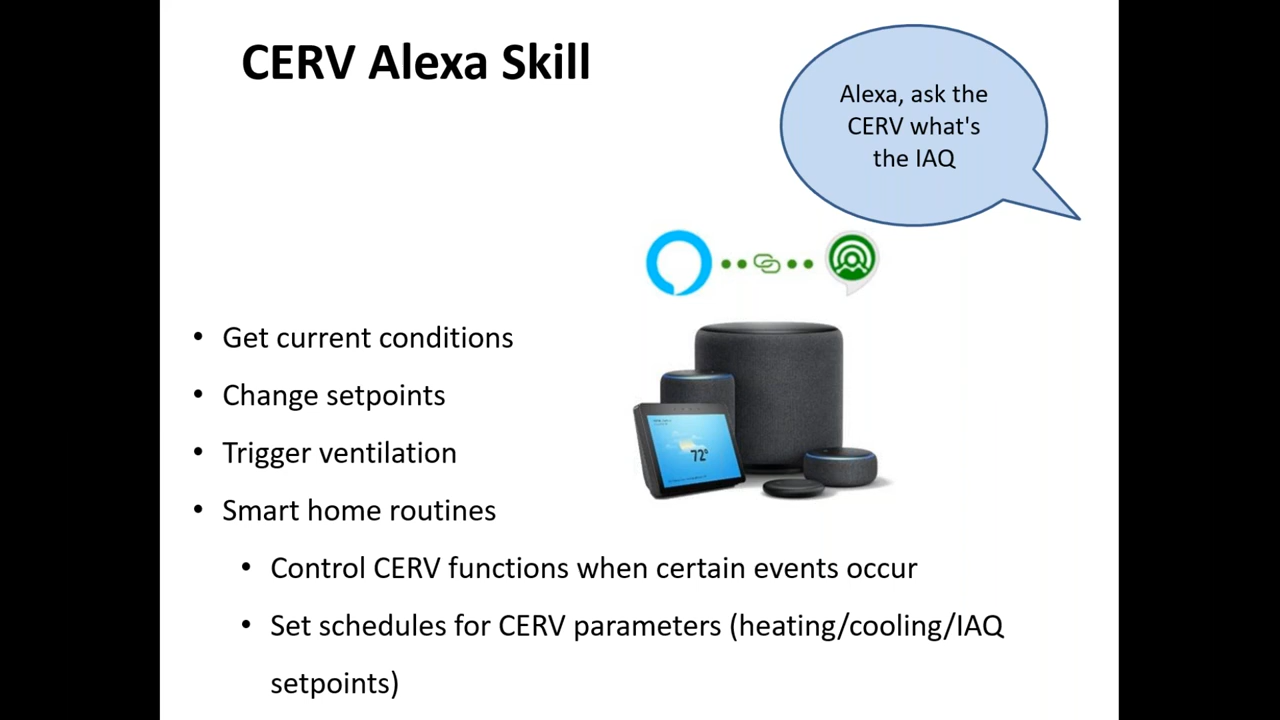 CERV Alexa Skill
Alexa, ask the
CERV what's
the IAQ
• Get current conditions
• Change setpoints
• Trigger ventilation
• Smart home routines
• Control CERV functions when certain events occur
• Set schedules for CERV parameters (heating/cooling/IAQ
setpoints)
72°